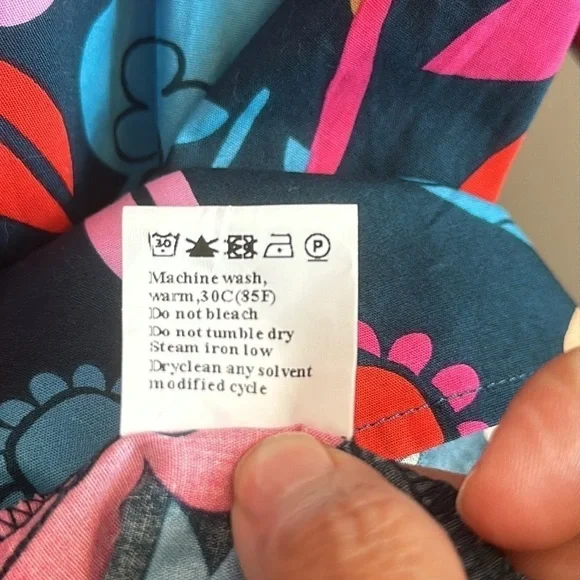 30 P
Machine wash,
warm,30C(85F)
Do not bleach
Do not tumble dry
Steam iron low
Dryclean any solvent
modified cycle